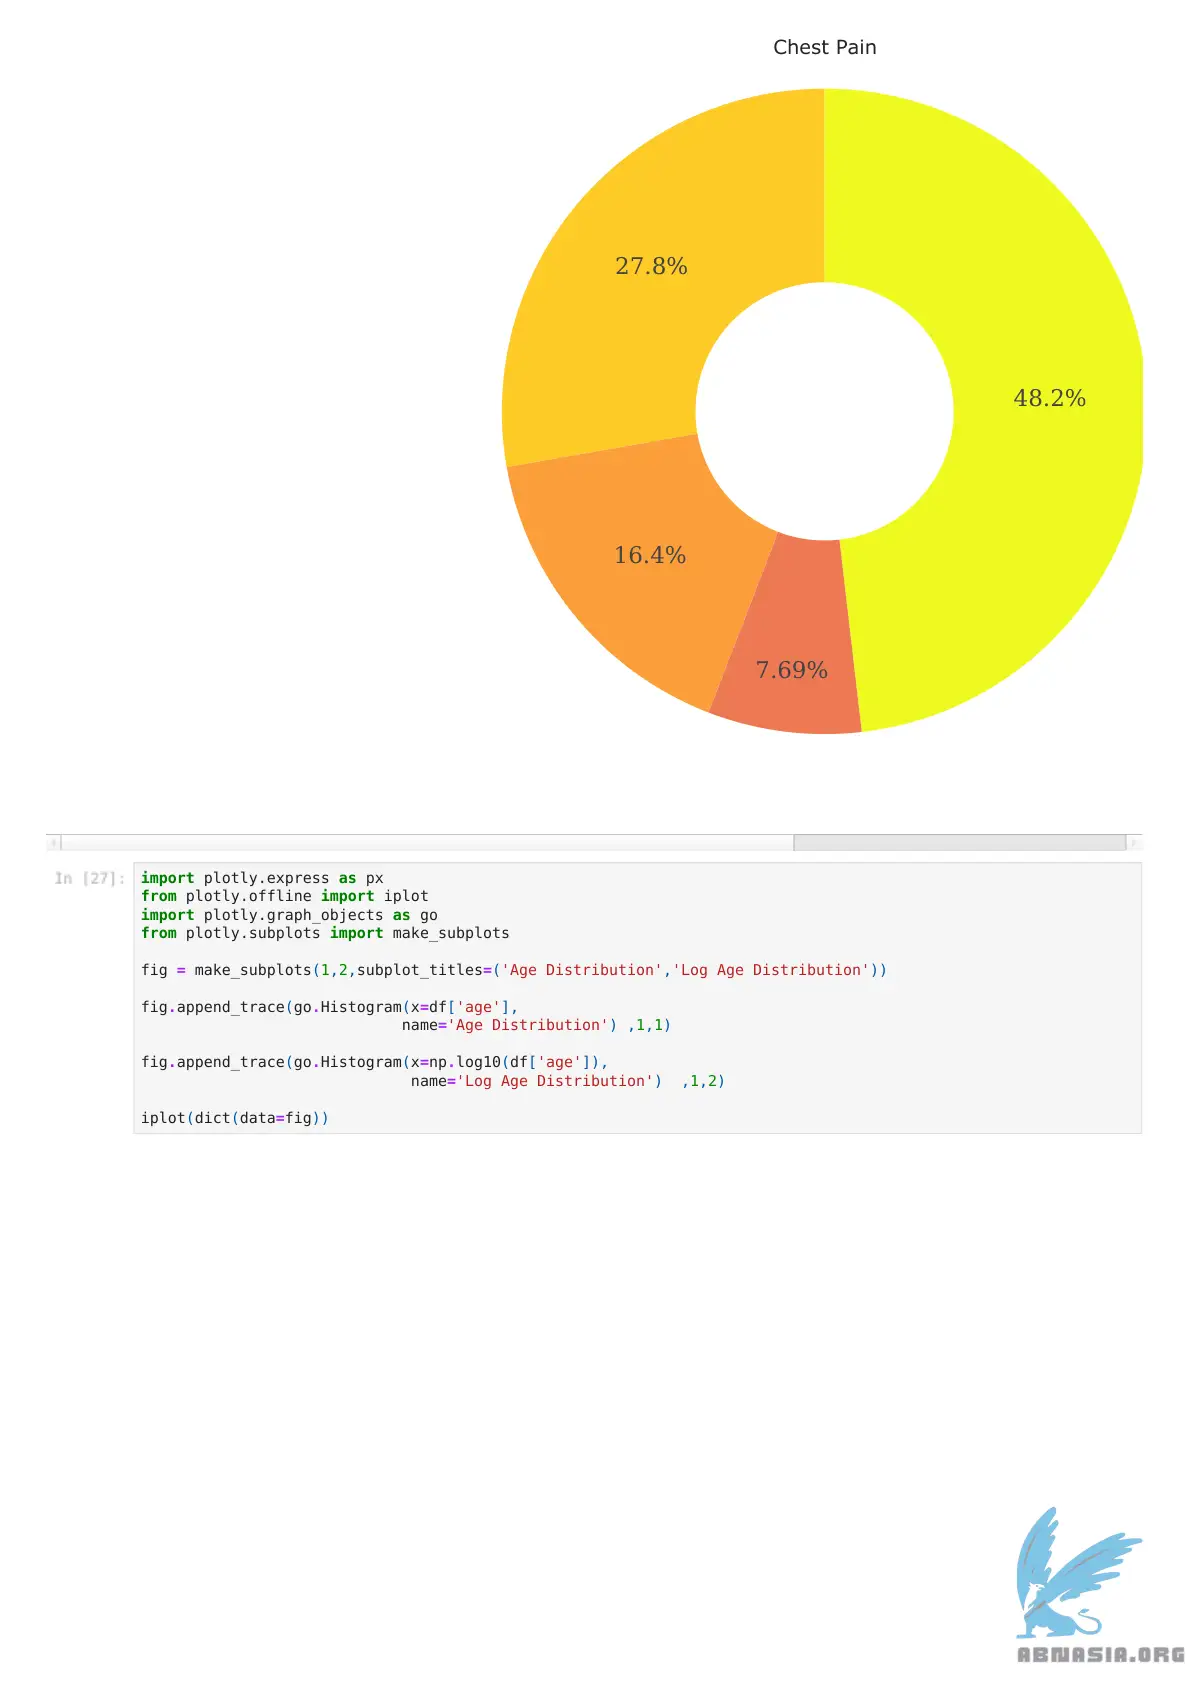 Chest Pain
27.8%
48.2%
16.4%
7.69%
In [27]:
import plotly.express as px
from plotly.offline import iplot
import plotly.graph_objects as go
from plotly.subplots import make_subplots
fig = make_subplots(1,2,subplot_titles=('Age Distribution','Log Age Distribution'))
fig.append_trace(go.Histogram(x=df['age'],
name='Age Distribution') ,1,1)
fig.append_trace(go.Histogram(x=np.log10(df['age']),
name='Log Age Distribution')  ,1,2)
iplot(dict(data=fig))
ABNASIA.ORG